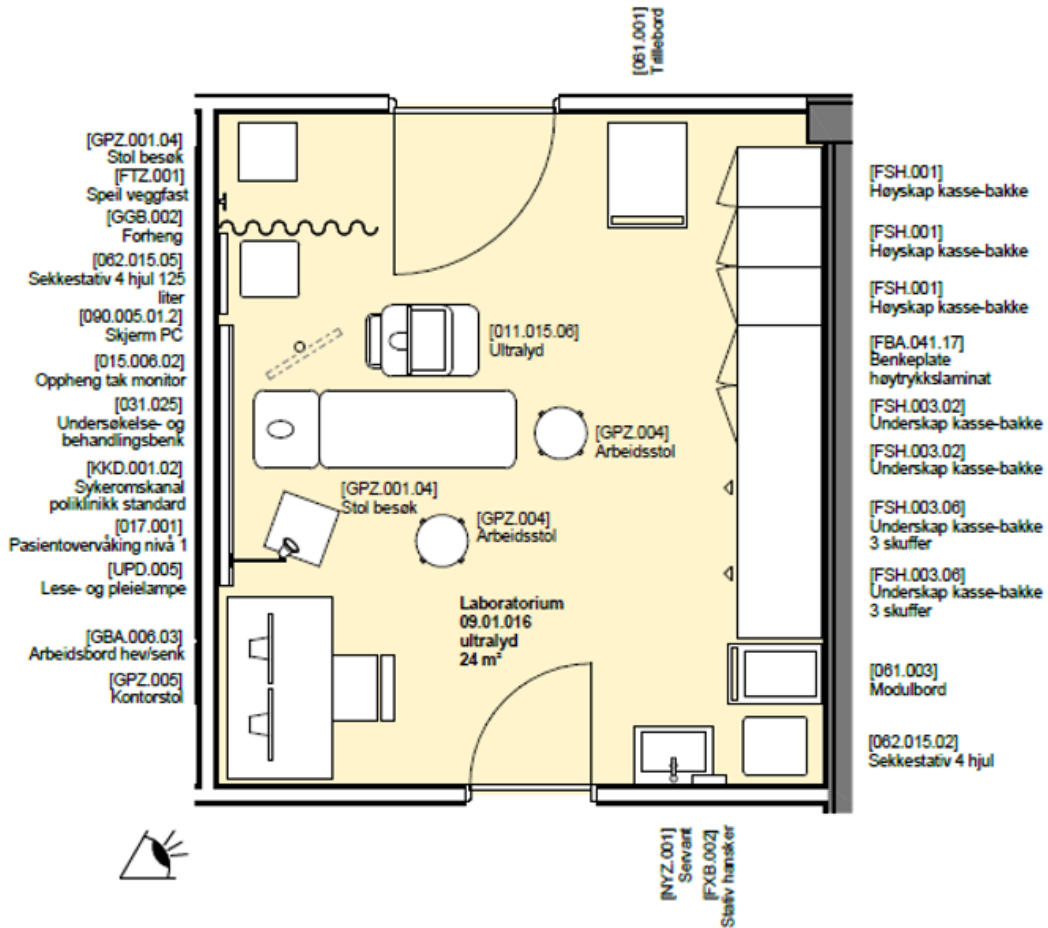 [061.001]
Trillebord
[GPZ.001.04]
Stol besøk
[FTZ.001]
Speil veggfast
[GGB.002]
Forheng
[062.015.05]
Sekkestativ 4 hjul 125
liter
[090.005.01.2]
Skjerm PC
[015.006.02]
Oppheng tak monitor
[031.025]
Undersøkelse- og
behandlingsbenk
[KKD.001.02]
Sykeromskanal
poliklinikk standard
[017.001]
Pasientovervåking nivå 1
[UPD.005]
Lese- og pleielampe
[GBA.006.03]
Arbeidsbord hev/senk
[GPZ.005]
Kontorstol
[011.015.06]
Ultralyd
[GPZ.004]
Arbeidsstol
[GPZ.001.04]
Stol besøk
[GPZ.004]
Arbeidsstol
Laboratorium
09.01.016
ultralyd
24 m²
[FSH.001]
Høyskap kasse-bakke
[FSH.001]
Høyskap kasse-bakke
[FSH.001]
Høyskap kasse-bakke
[FBA.041.17]
Benkeplate
høytrykkslaminat
[FSH.003.02]
Underskap kasse-bakke
[FSH.003.02]
Underskap kasse-bakke
[FSH.003.06]
Underskap kasse-bakke
3 skuffer
[FSH.003.06]
Underskap kasse-bakke
3 skuffer
[061.003]
Modulbord
[062.015.02]
Sekkestativ 4 hjul
[NYZ.001]
Servant
[FXB.002]
Stativ hansker